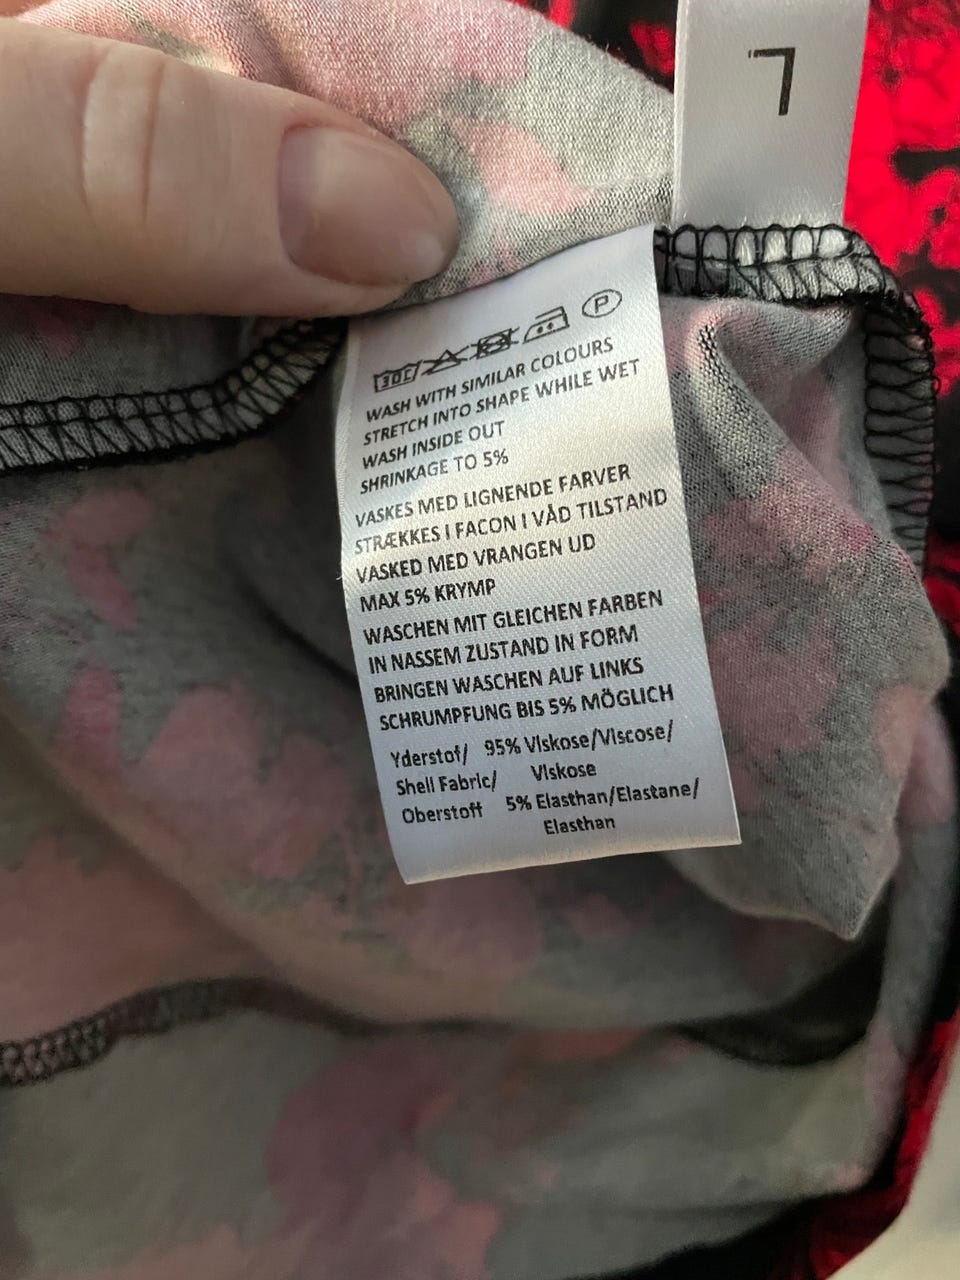 L
30C
P
WASH WITH SIMILAR COLOURS
STRETCH INTO SHAPE WHILE WET
WASH INSIDE OUT
SHRINKAGE TO 5%
VASKES MED LIGNENDE FARVER
STRÆKKES I FACON I VÅD TILSTAND
VASKED MED VRANGEN UD
MAX 5% KRYMP
WASCHEN MIT GLEICHEN FARBEN
IN NASSEM ZUSTAND IN FORM
BRINGEN WASCHEN AUF LINKS
SCHRUMPFUNG BIS 5% MÖGLICH
Yderstof/ 95% Viskose/Viscose/
Shell Fabric/ Viskose
Oberstoff 5% Elasthan/Elastane/
Elasthan